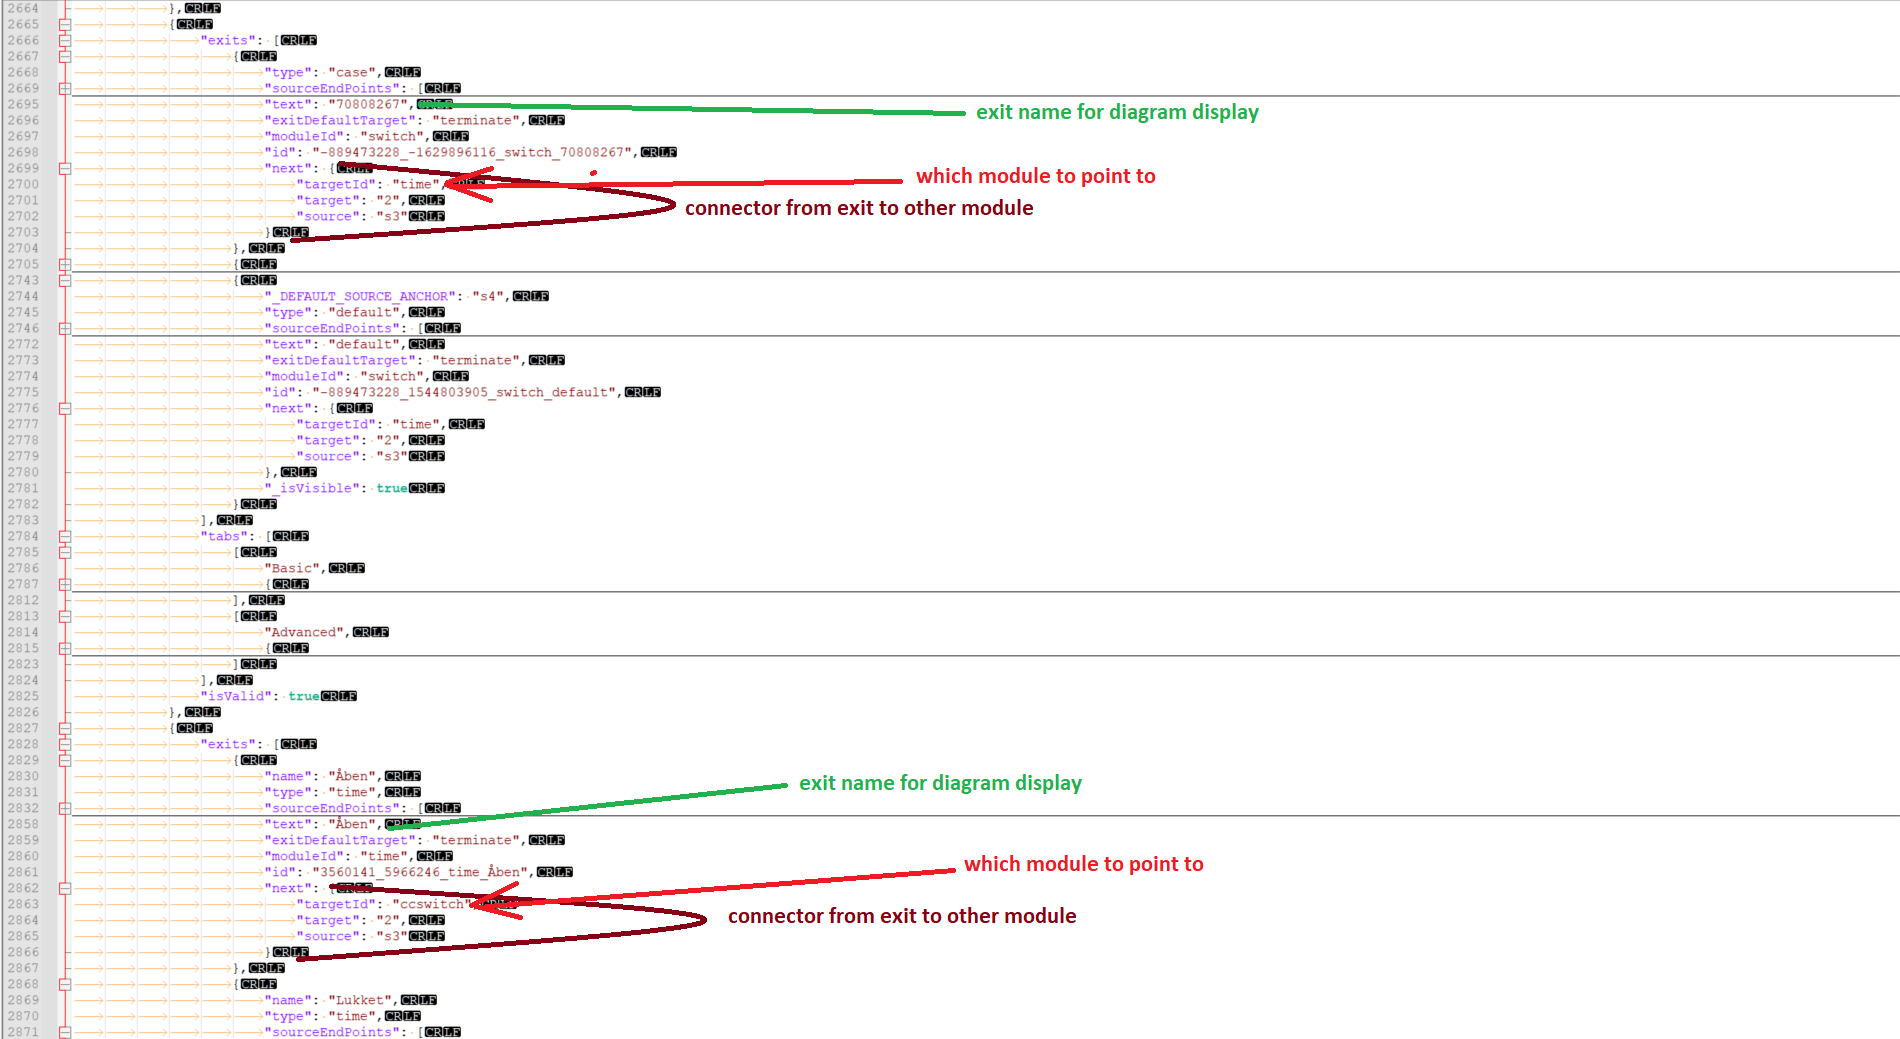 2664 },CRLF
2665 {CRLF
2666 "exits": [CRLF
2667 {CRLF
2668 "type": "case",CRLF
2669 "sourceEndPoints": [CRLF
2695 "text": "70808267",CRLF exit name for diagram display
2696 "exitDefaultTarget": "terminate",CRLF
2697 "moduleId": "switch",CRLF
2698 "id": "-889473228_-1629896116_switch_70808267",CRLF
2699 "next": {CRLF
2700 "targetId": "time",CRLF which module to point to
2701 "target": "2",CRLF connector from exit to other module
2702 "source": "s3"CRLF
2703 }CRLF
2704 },CRLF
2705 {CRLF
2743 {CRLF
2744 "_DEFAULT_SOURCE_ANCHOR": "s4",CRLF
2745 "type": "default",CRLF
2746 "sourceEndPoints": [CRLF
2772 "text": "default",CRLF
2773 "exitDefaultTarget": "terminate",CRLF
2774 "moduleId": "switch",CRLF
2775 "id": "-889473228_1544803905_switch_default",CRLF
2776 "next": {CRLF
2777 "targetId": "time",CRLF
2778 "target": "2",CRLF
2779 "source": "s3"CRLF
2780 },CRLF
2781 "_isVisible": trueCRLF
2782 }CRLF
2783 ],CRLF
2784 "tabs": [CRLF
2785 [CRLF
2786 "Basic",CRLF
2787 {CRLF
2812 ],CRLF
2813 [CRLF
2814 "Advanced",CRLF
2815 {CRLF
2823 ]CRLF
2824 ],CRLF
2825 "isValid": trueCRLF
2826 },CRLF
2827 {CRLF
2828 "exits": [CRLF
2829 {CRLF
2830 "name": "Åben",CRLF
2831 "type": "time",CRLF exit name for diagram display
2832 "sourceEndPoints": [CRLF
2858 "text": "Åben",CRLF
2859 "exitDefaultTarget": "terminate",CRLF
2860 "moduleId": "time",CRLF
2861 "id": "3560141_5966246_time_Åben",CRLF which module to point to
2862 "next": {CRLF
2863 "targetId": "ccswitch",CRLF
2864 "target": "2",CRLF connector from exit to other module
2865 "source": "s3"CRLF
2866 }CRLF
2867 },CRLF
2868 {CRLF
2869 "name": "Lukket",CRLF
2870 "type": "time",CRLF
2871 "sourceEndPoints": [CRLF